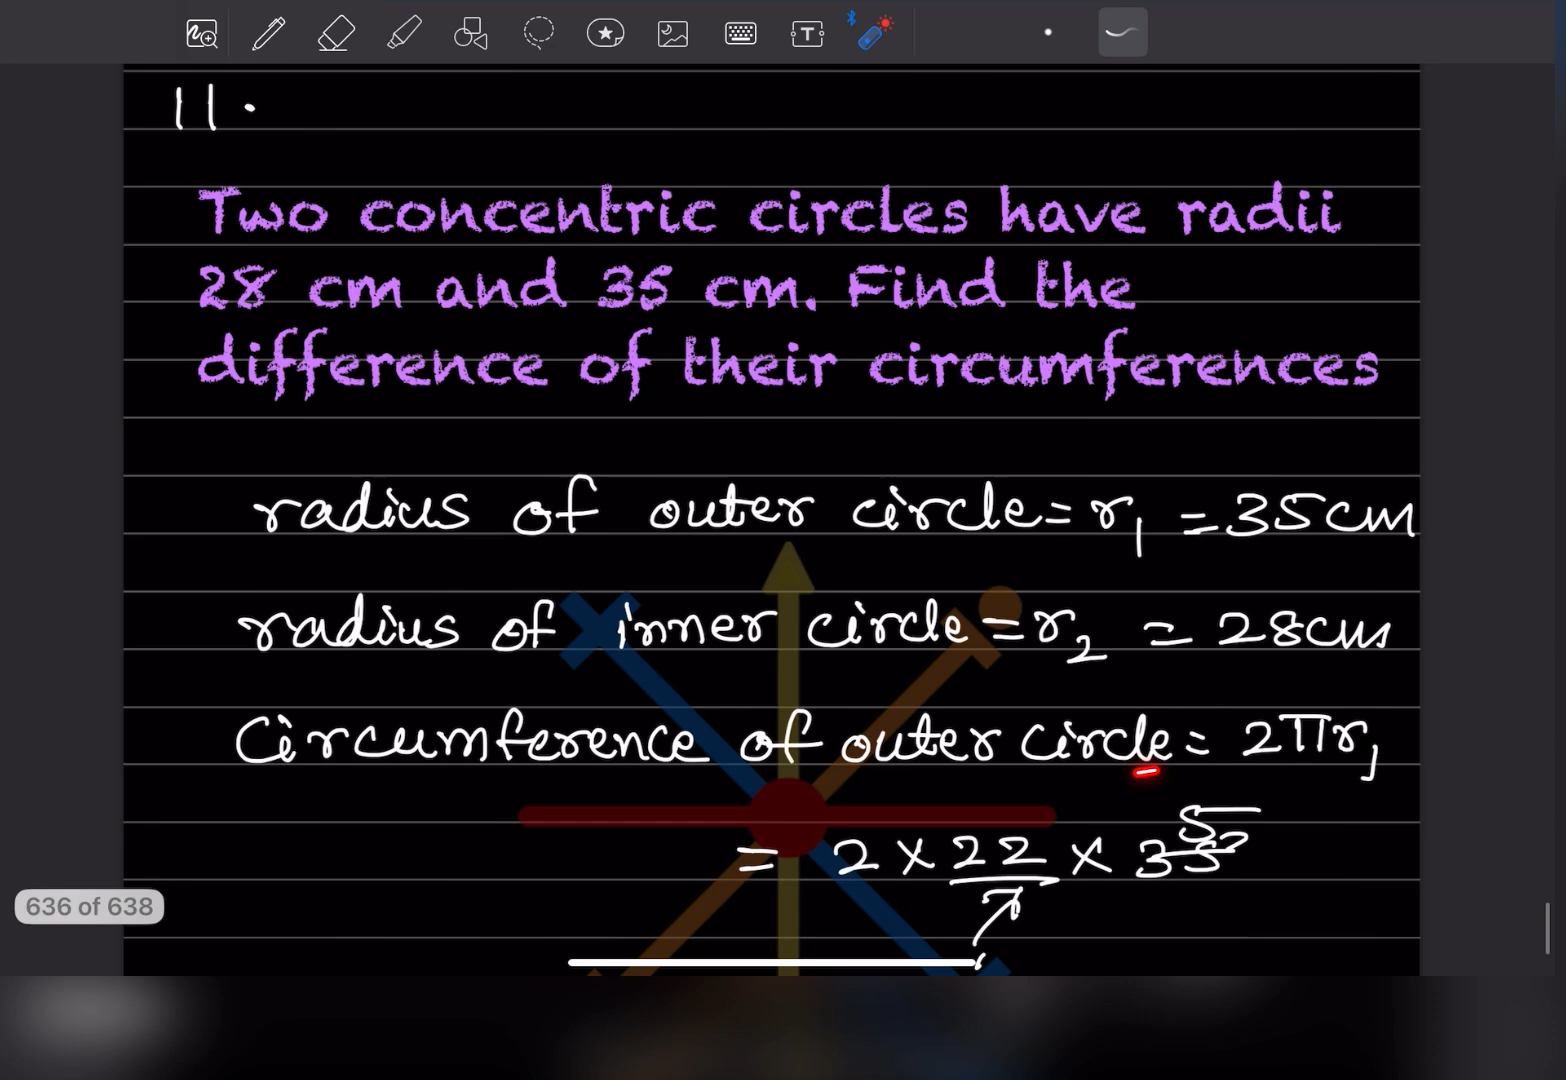 11.
Two concentric circles have radii
28 cm and 35 cm. Find the
difference of their circumferences
radius of outer circle = r₁ = 35cm
radius of inner circle = r₂ = 28cm
Circumference of outer circle = 2πr₁
5
= 2 × 22/7 × 35
636 of 638